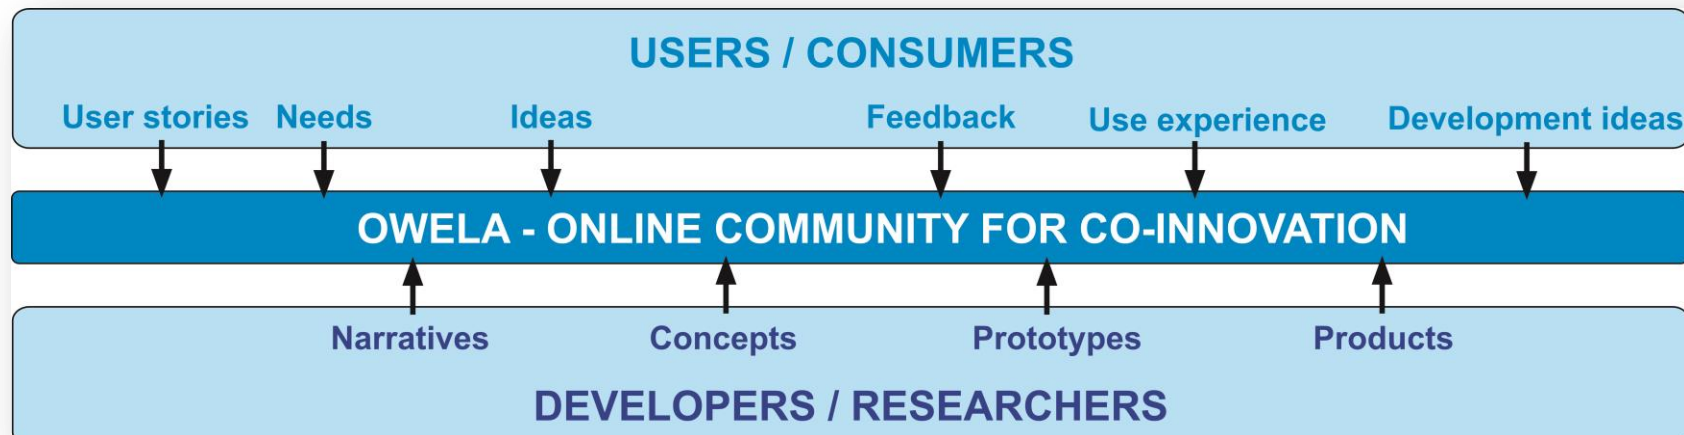 USERS / CONSUMERS
User stories Needs Ideas Feedback Use experience Development ideas
OWELA - ONLINE COMMUNITY FOR CO-INNOVATION
Narratives Concepts Prototypes Products
DEVELOPERS / RESEARCHERS